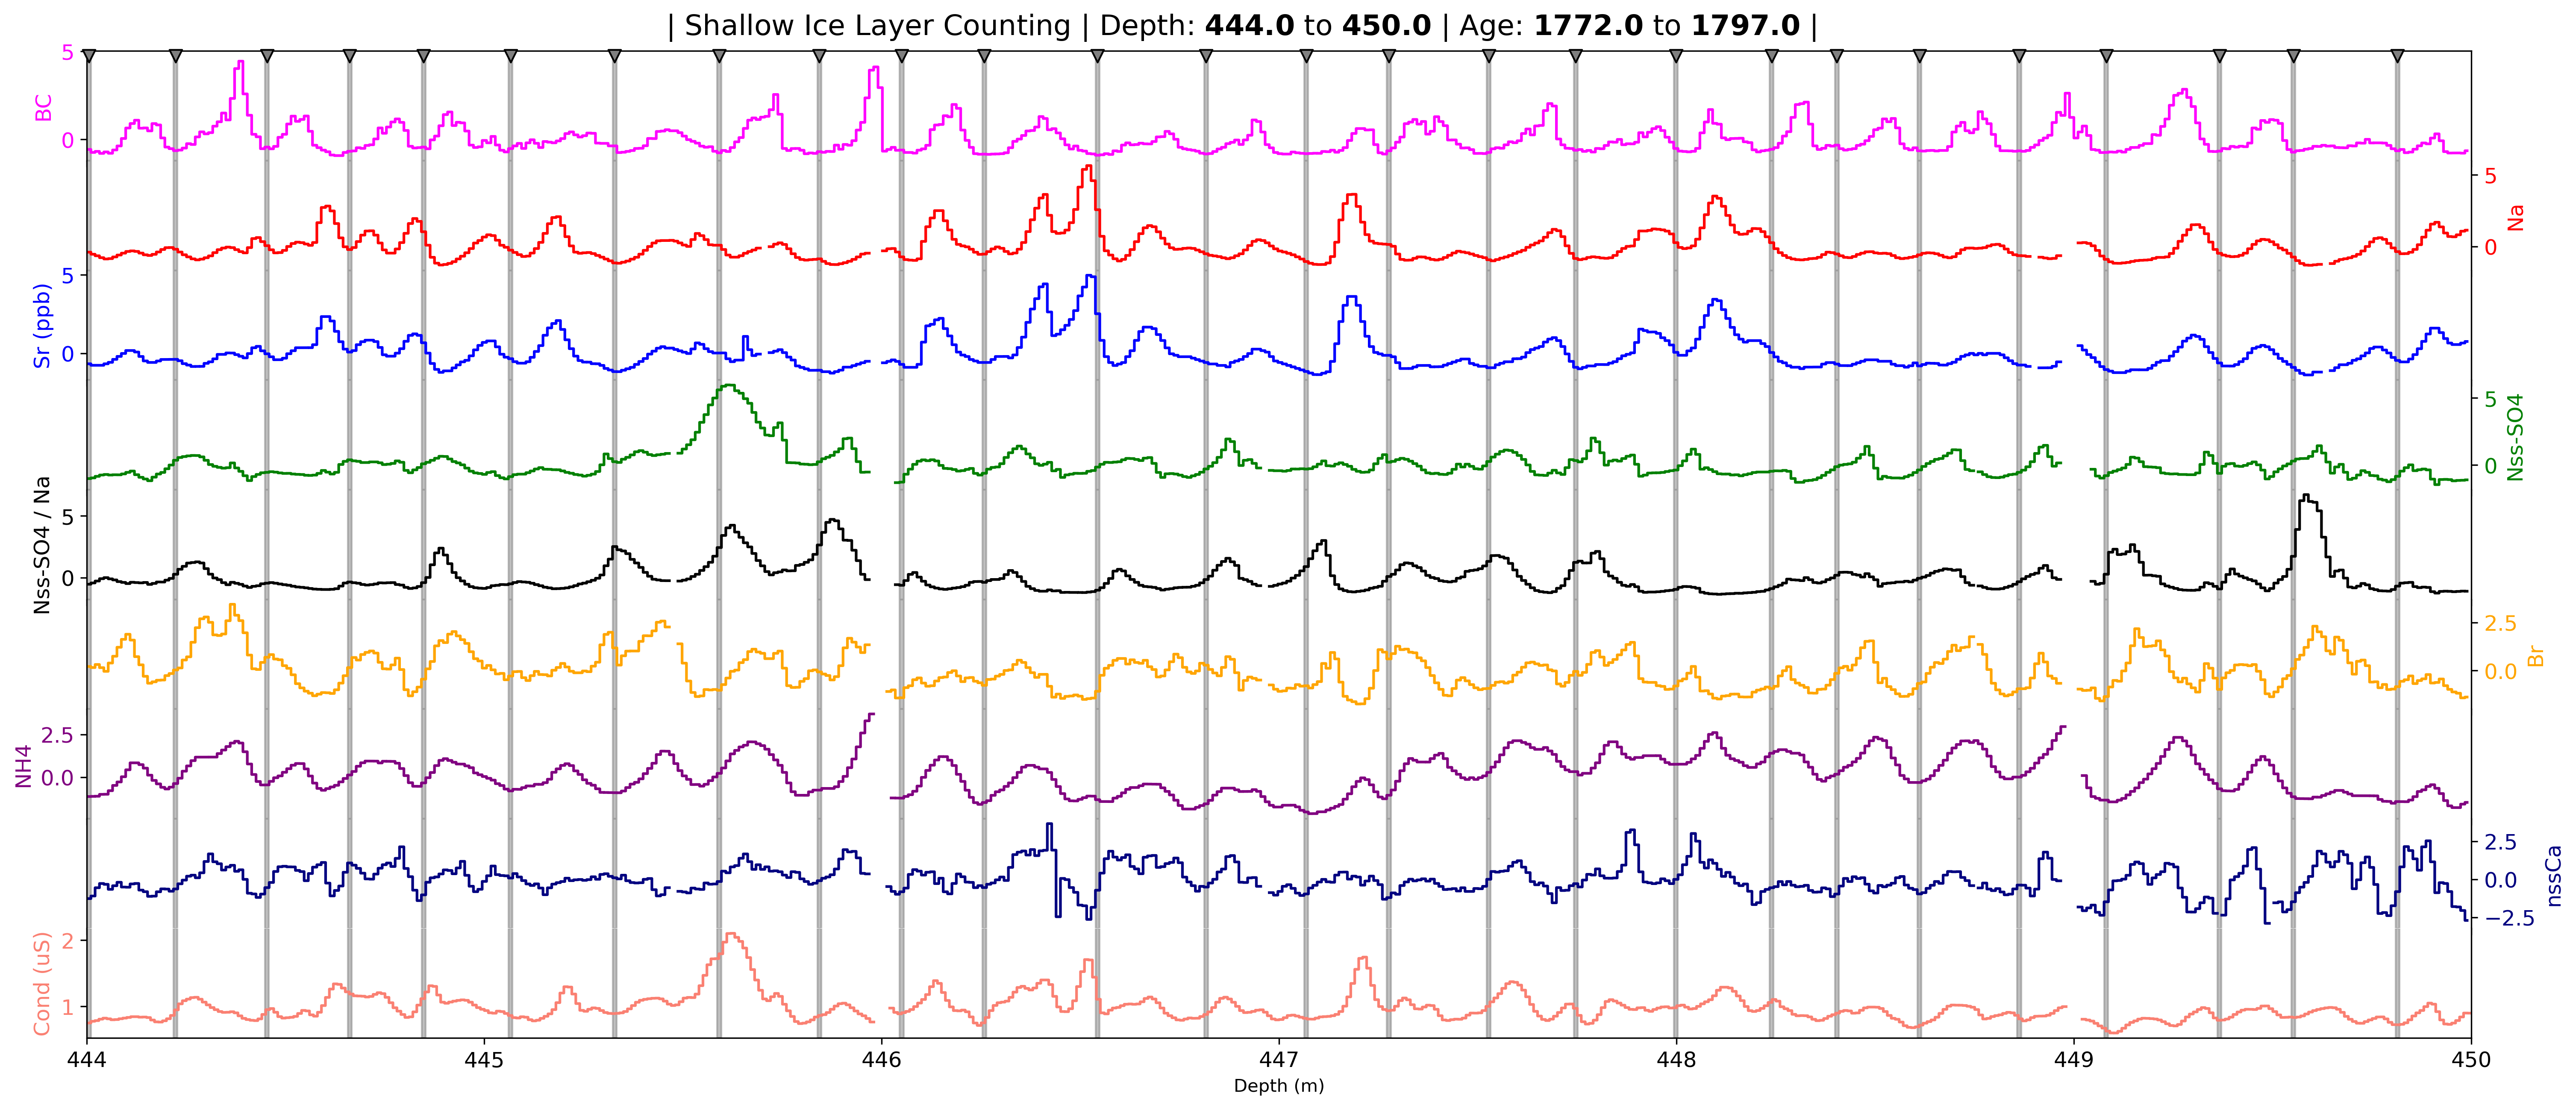 | Shallow Ice Layer Counting | Depth: 444.0 to 450.0 | Age: 1772.0 to 1797.0 |
5
0
BC
5
0
Na
5
0
Sr (ppb)
5
0
Nss-SO4
5
0
Nss-SO4 / Na
2.5
0.0
Br
2.5
0.0
NH4
2.5
0.0
−2.5
nssCa
2
1
Cond (uS)
444 445 446 447 448 449 450
Depth (m)